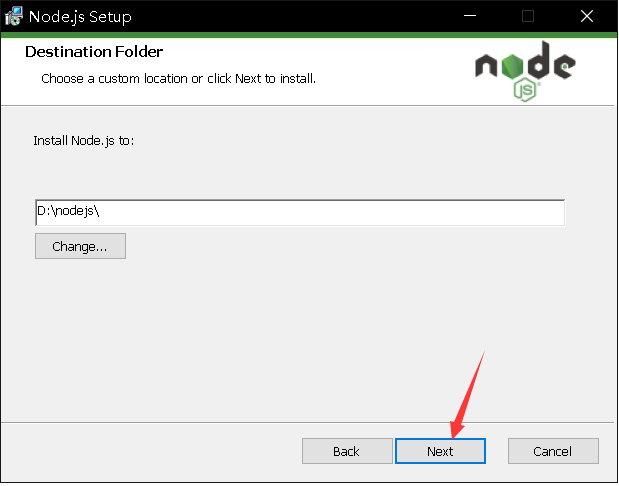 Node.js Setup
Destination Folder
Choose a custom location or click Next to install.
node
JS
Install Node.js to:
D:\nodejs\
Change...
Back
Next
Cancel